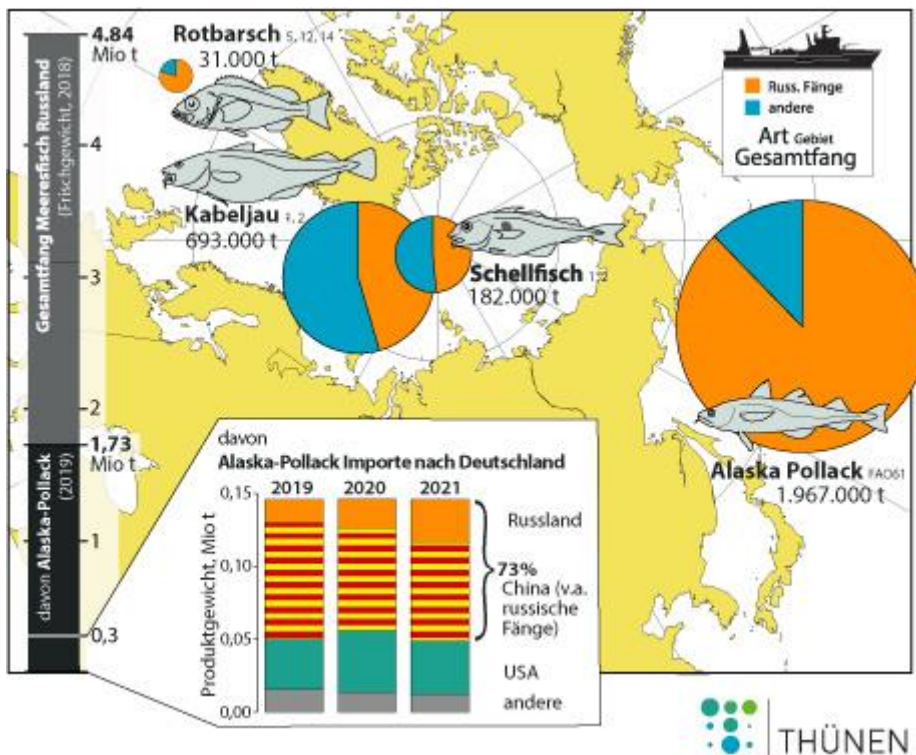 4.84
Mio t
4
3
2
1,73
Mio t
1
0,3
Gesamtfang Meeresfisch Russland
(Frischgewicht, 2018)
davon Alaska-Pollack
(2019)
Rotbarsch 5, 12, 14
31.000 t
Kabeljau 1, 2
693.000 t
Schellfisch 1, 2
182.000 t
Russ. Fänge
andere
Art Gebiet
Gesamtfang
Alaska Pollack FAO61
1.967.000 t
davon
Alaska-Pollack Importe nach Deutschland
2019 2020 2021
0,15
0,10
0,05
0,00
Produktgewicht, Mio t
Russland
73%
China (v.a.
russische
Fänge)
USA
andere
THÜNEN